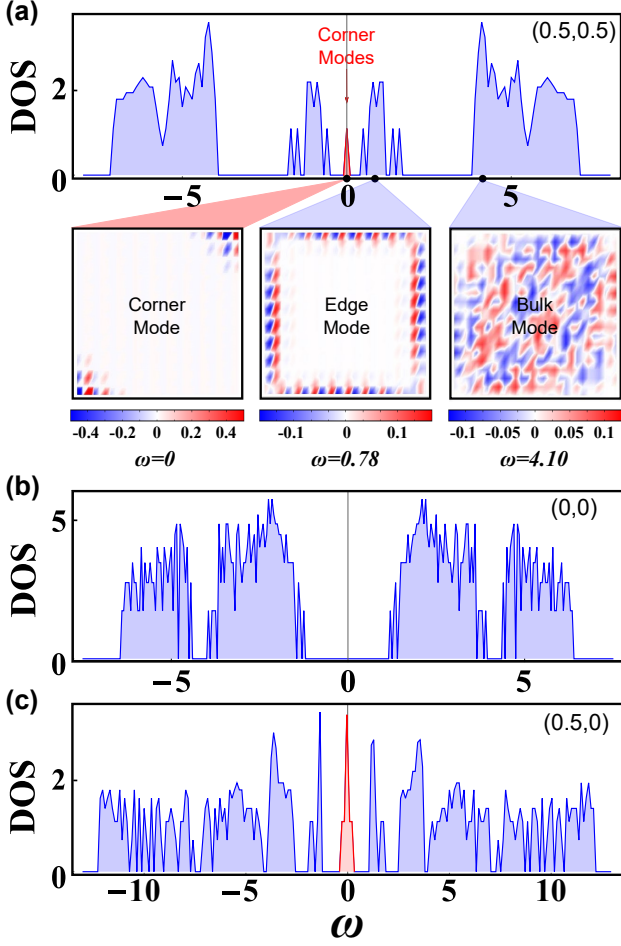 (a)
(0.5,0.5)
Corner
Modes
DOS
2
0
−5
0
5
Corner
Mode
Edge
Mode
Bulk
Mode
-0.4 -0.2 0 0.2 0.4
-0.1 0 0.1
-0.1 -0.05 0 0.05 0.1
ω=0
ω=0.78
ω=4.10
(b)
(0,0)
DOS
5
0
−5
0
5
(c)
(0.5,0)
DOS
2
0
−10
−5
0
5
10
ω